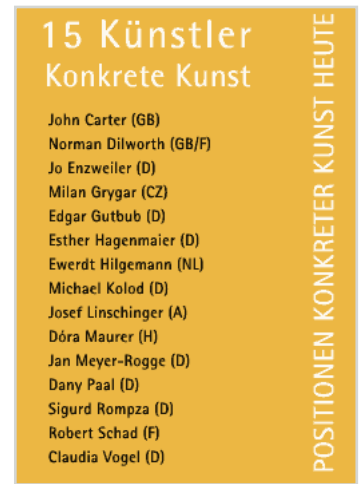 15 Künstler
Konkrete Kunst
John Carter (GB)
Norman Dilworth (GB/F)
Jo Enzweiler (D)
Milan Grygar (CZ)
Edgar Gutbub (D)
Esther Hagenmaier (D)
Ewerdt Hilgemann (NL)
Michael Kolod (D)
Josef Linschinger (A)
Dóra Maurer (H)
Jan Meyer-Rogge (D)
Dany Paal (D)
Sigurd Rompza (D)
Robert Schad (F)
Claudia Vogel (D)
POSITIONEN KONKRETER KUNST HEUTE